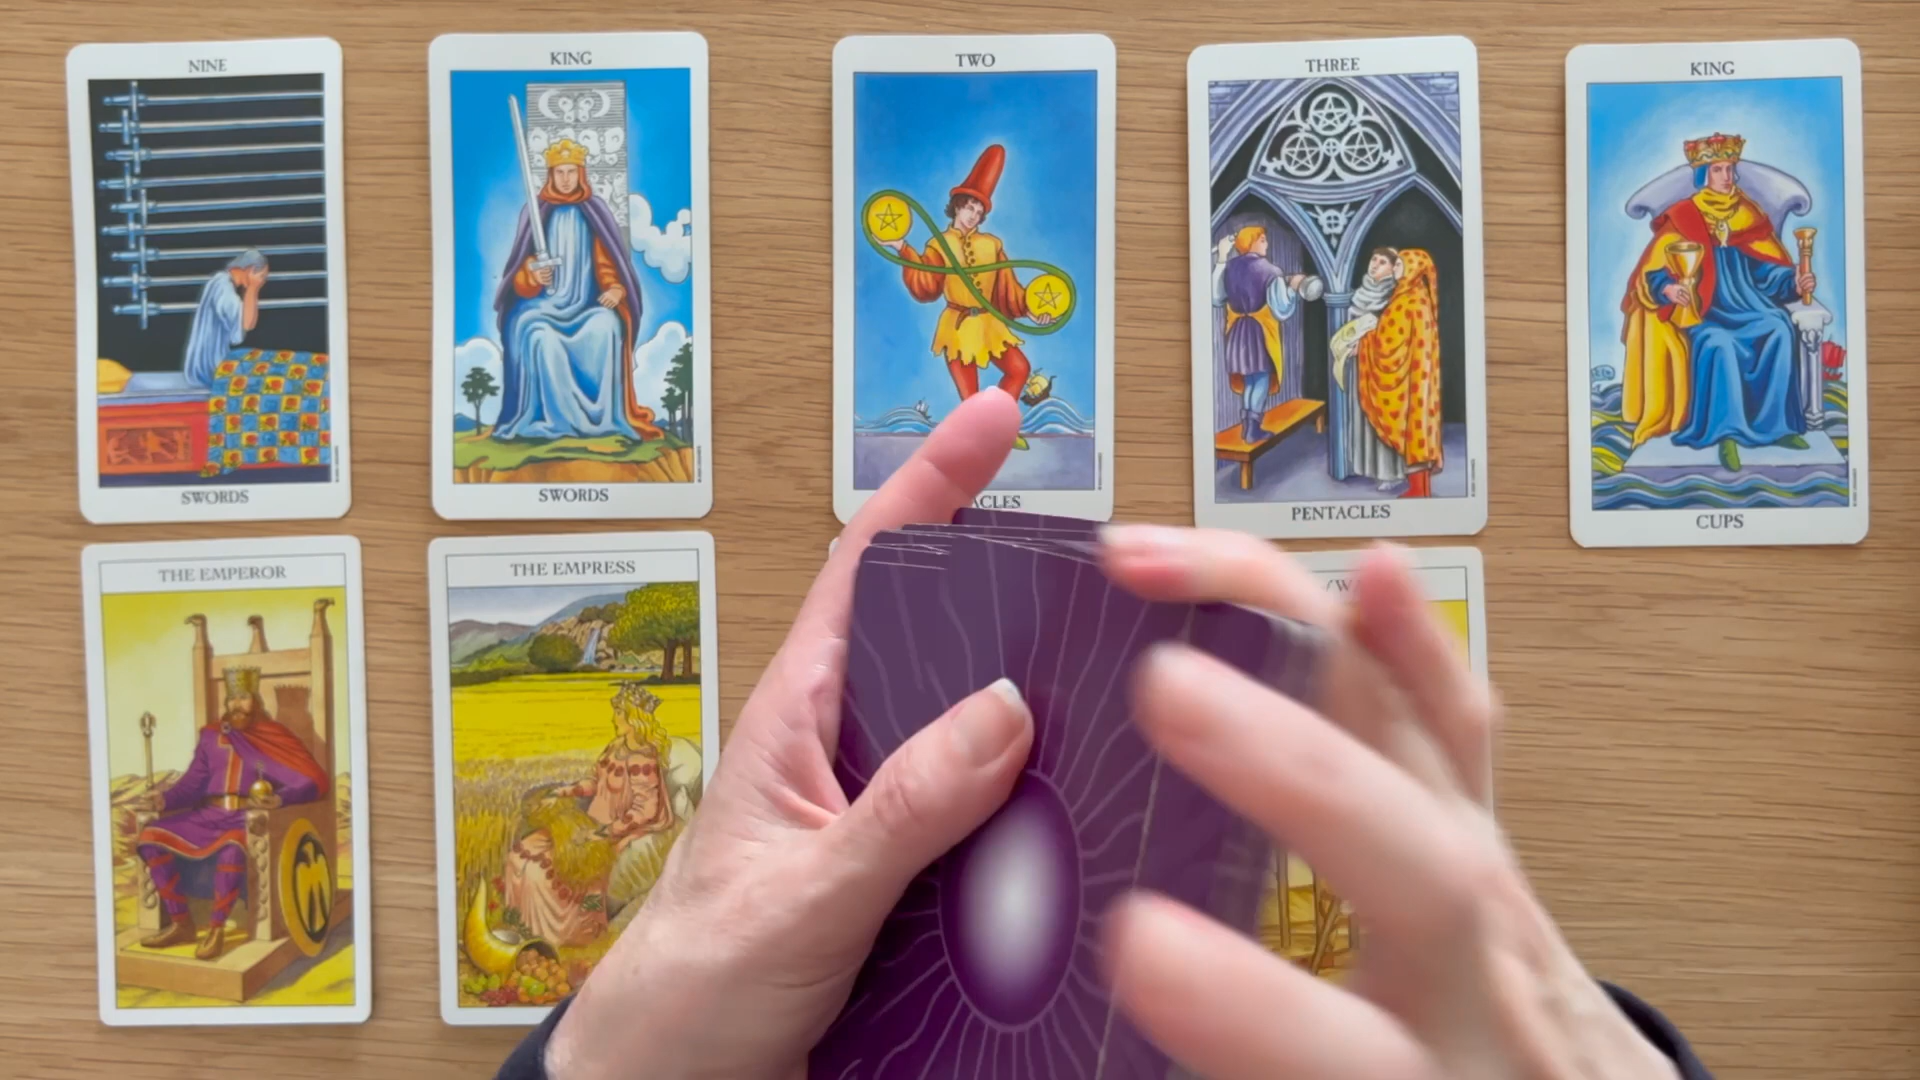 NINE
KING
TWO
THREE
KING
SWORDS
SWORDS
ACLES
PENTACLES
CUPS
THE EMPEROR
THE EMPRESS